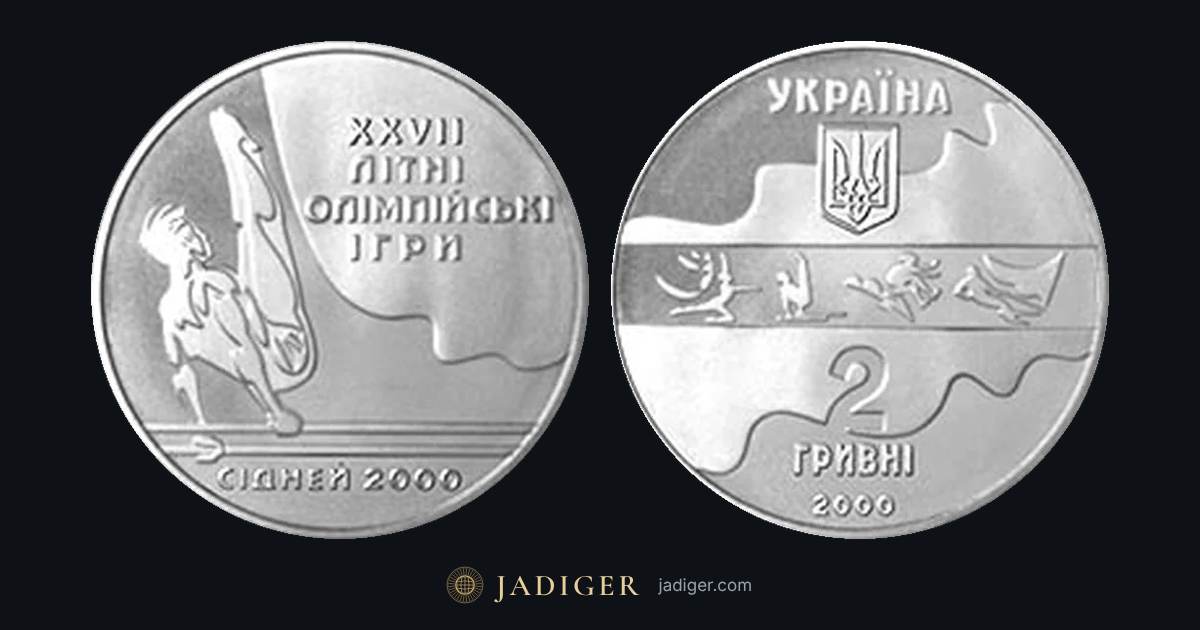 XXVII
ЛІТНІ
ОЛІМПІЙСЬКІ
ІГРИ
СІДНЕЙ 2000
УКРАЇНА
2
ГРИВНІ
2000
JADIGER jadiger.com